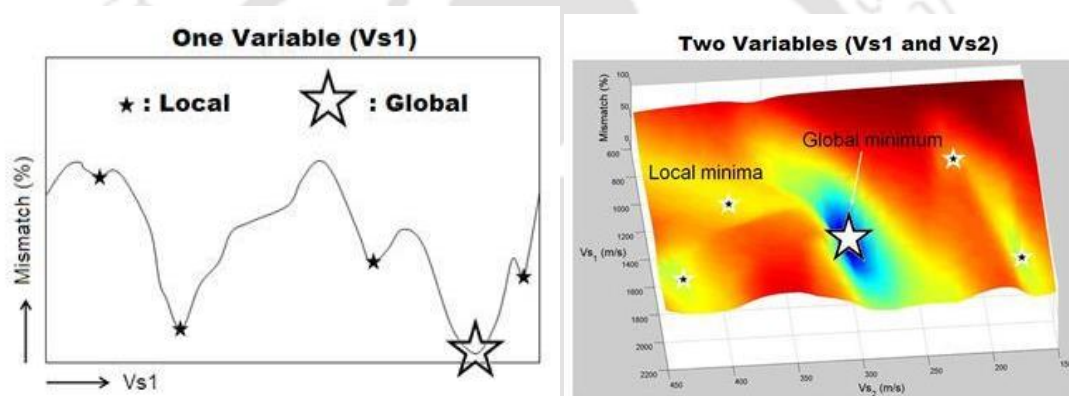 One Variable (Vs1)
★ : Local ☆ : Global
Mismatch (%)
Vs1
Two Variables (Vs1 and Vs2)
Mismatch (%)
100
50
0
600
800
1000
1200
1400
1600
1800
2000
2200
Vs1 (m/s)
Global minimum
Local minima
450
400
350
300
250
200
150
Vs2 (m/s)